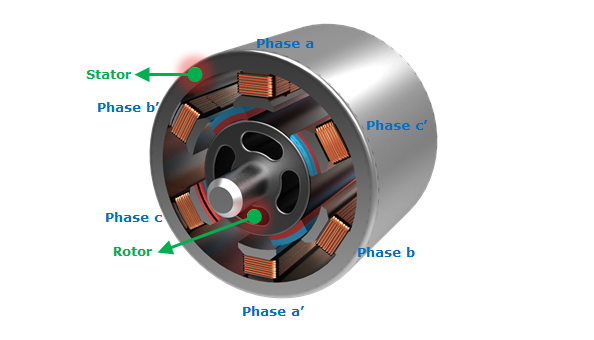 Phase a
Stator
Phase b’
Phase c’
Phase c
Rotor
Phase b
Phase a’